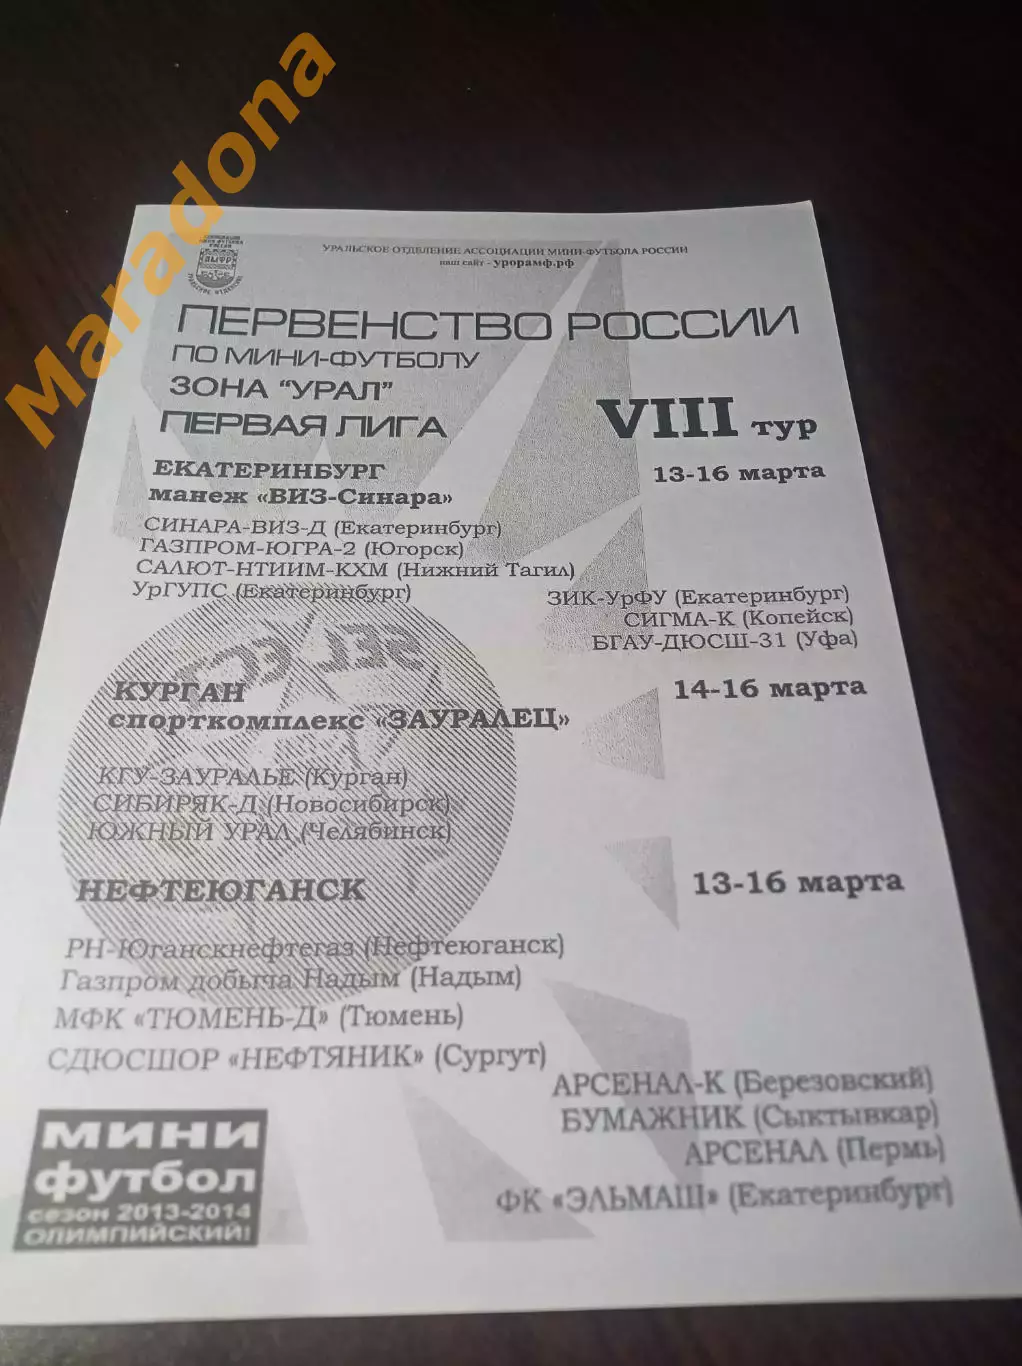 Maradona
УРАЛЬСКОЕ ОТДЕЛЕНИЕ АССОЦИАЦИИ МИНИ-ФУТБОЛА РОССИИ
наш сайт - урорамф.рф
ПЕРВЕНСТВО РОССИИ
ПО МИНИ-ФУТБОЛУ
ЗОНА "УРАЛ"
ПЕРВАЯ ЛИГА
VIII тур
ЕКАТЕРИНБУРГ
13-16 марта
манеж «ВИЗ-Синара»
СИНАРА-ВИЗ-Д (Екатеринбург)
ГАЗПРОМ-ЮГРА-2 (Югорск)
САЛЮТ-НТИИМ-КХМ (Нижний Тагил)
УрГУПС (Екатеринбург)
ЗИК-УрФУ (Екатеринбург)
СИГМА-К (Копейск)
БГАУ-ДЮСШ-31 (Уфа)
КУРГАН
14-16 марта
спорткомплекс «ЗАУРАЛЕЦ»
КГУ-ЗАУРАЛЬЕ (Курган)
СИБИРЯК-Д (Новосибирск)
ЮЖНЫЙ УРАЛ (Челябинск)
НЕФТЕЮГАНСК
13-16 марта
РН-Юганскнефтегаз (Нефтеюганск)
Газпром добыча Надым (Надым)
МФК «ТЮМЕНЬ-Д» (Тюмень)
СДЮСШОР «НЕФТЯНИК» (Сургут)
АРСЕНАЛ-К (Березовский)
БУМАЖНИК (Сыктывкар)
АРСЕНАЛ (Пермь)
ФК «ЭЛЬМАШ» (Екатеринбург)
МИНИ
футбол
сезон 2013-2014
ОЛИМПИЙСКИЙ!